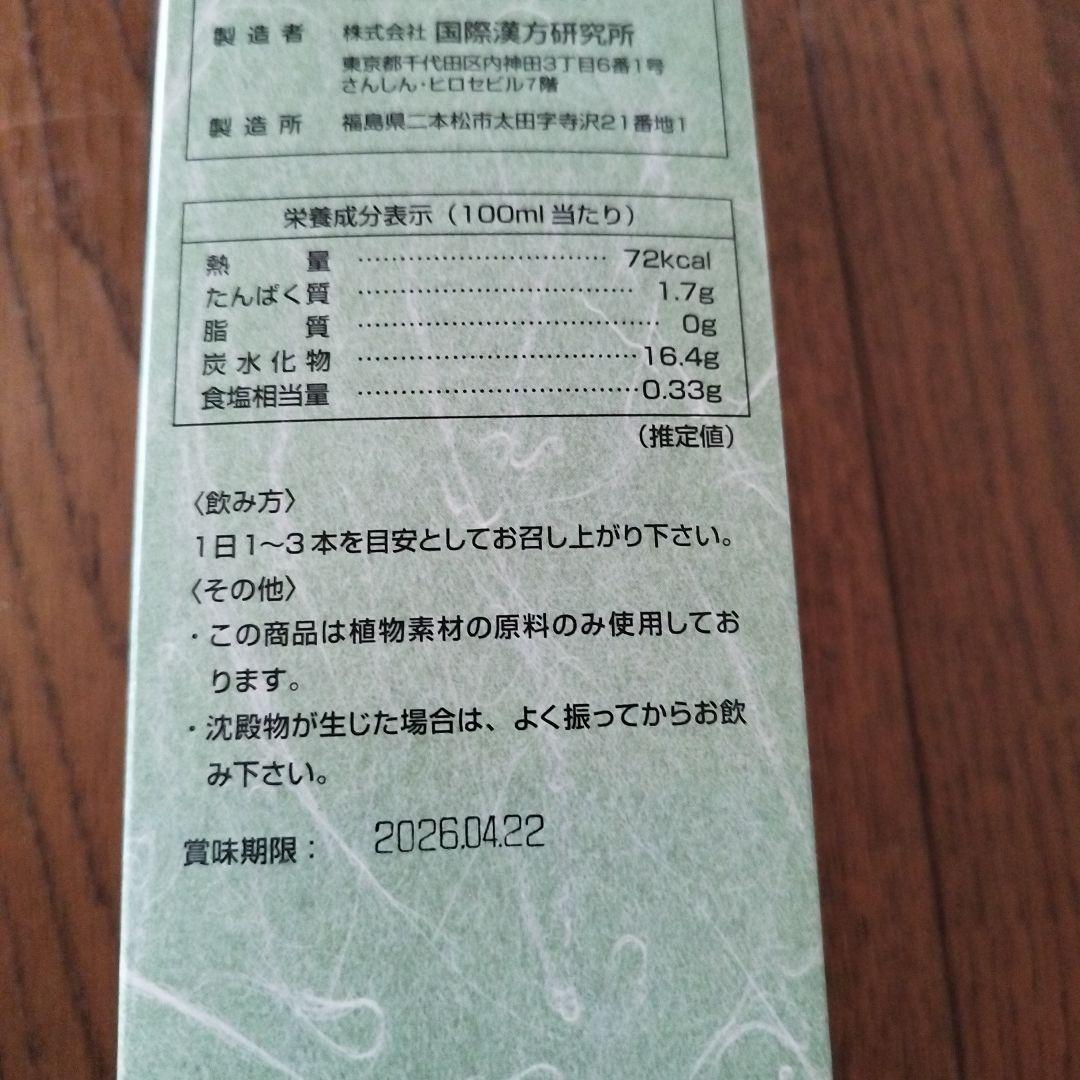 製造者 株式会社 国際漢方研究所
東京都千代田区内神田3丁目6番1号
さんしん・ヒロセビル7階
製造所 福島県二本松市太田字寺沢21番地1
栄養成分表示（100ml当たり）
熱量 ………………………… 72kcal
たんぱく質 ………………………… 1.7g
脂質 ………………………… 0g
炭水化物 ………………………… 16.4g
食塩相当量 ………………………… 0.33g
（推定値）
〈飲み方〉
1日1〜3本を目安としてお召し上がり下さい。
〈その他〉
・この商品は植物素材の原料のみ使用してお
ります。
・沈殿物が生じた場合は、よく振ってからお飲
み下さい。
賞味期限： 2026.04.22